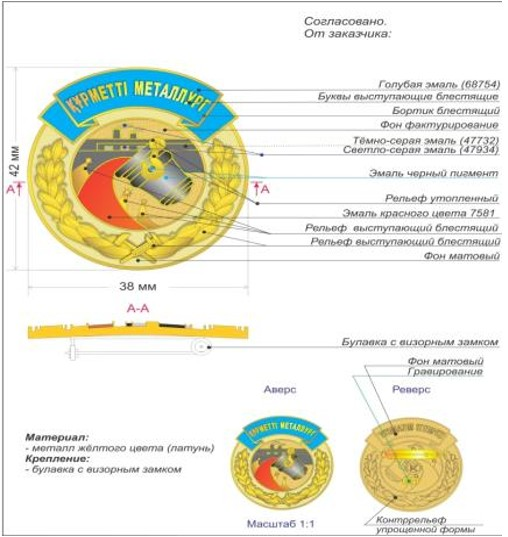 Согласовано.
От заказчика:
ҚҰРМЕТТІ МЕТАЛЛУРГ
Голубая эмаль (68754)
Буквы выступающие блестящие
Бортик блестящий
Фон фактурирование
Тёмно-серая эмаль (47732)
Светло-серая эмаль (47934)
Эмаль черный пигмент
Рельеф утопленный
Эмаль красного цвета 7581
Рельеф выступающий блестящий
Рельеф выступающий блестящий
Фон матовый
42 мм
А
А
38 мм
А-А
Булавка с визорным замком
Фон матовый
Гравирование
Аверс
Реверс
ҚҰРМЕТТІ МЕТАЛЛУРГ
Материал:
- металл жёлтого цвета (латунь)
Крепление:
- булавка с визорным замком
Масштаб 1:1
Контррельеф
упрощенной формы